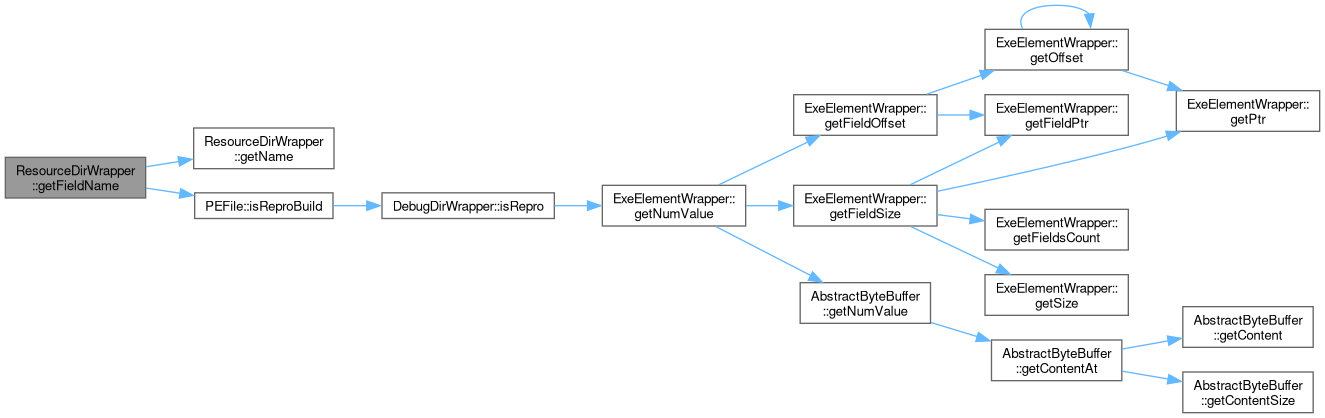 ResourceDirWrapper
::getFieldName
ResourceDirWrapper
::getName
PEFile::isReproBuild
DebugDirWrapper::isRepro
ExeElementWrapper::
getNumValue
ExeElementWrapper::
getFieldOffset
ExeElementWrapper::
getOffset
ExeElementWrapper::
getPtr
ExeElementWrapper::
getFieldPtr
ExeElementWrapper::
getFieldSize
ExeElementWrapper::
getFieldsCount
ExeElementWrapper::
getSize
AbstractByteBuffer
::getNumValue
AbstractByteBuffer
::getContentAt
AbstractByteBuffer
::getContent
AbstractByteBuffer
::getContentSize